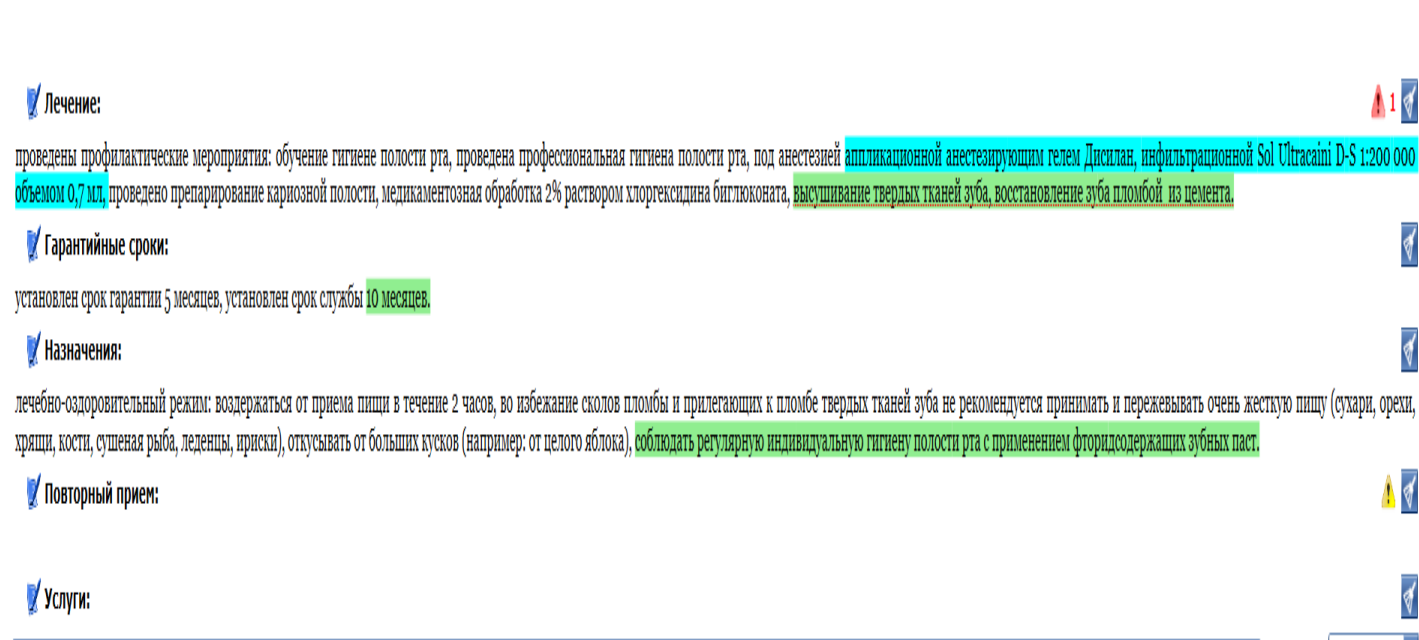 Лечение:
1
проведены профилактические мероприятия: обучение гигиене полости рта, проведена профессиональная гигиена полости рта, под анестезией аппликационной анестезирующим гелем Дисилан, инфильтрационной Sol Ultracaini D-S 1:200 000
объемом 0,7 мл, проведено препарирование кариозной полости, медикаментозная обработка 2% раствором хлоргексидина биглюконата, высушивание твердых тканей зуба, восстановление зуба пломбой из цемента.
Гарантийные сроки:
установлен срок гарантии 5 месяцев, установлен срок службы 10 месяцев.
Назначения:
лечебно-оздоровительный режим: воздержаться от приема пищи в течение 2 часов, во избежание сколов пломбы и прилегающих к пломбе твердых тканей зуба не рекомендуется принимать и пережевывать очень жесткую пищу (сухари, орехи,
хрящи, кости, сушеная рыба, леденцы, ириски), откусывать от больших кусков (например: от целого яблока), соблюдать регулярную индивидуальную гигиену полости рта с применением фторидсодержащих зубных паст.
Повторный прием:
Услуги: